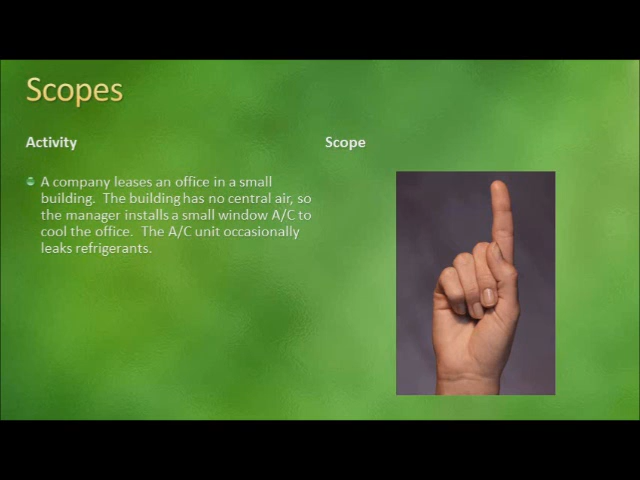 Scopes
Activity
Scope
A company leases an office in a small
building.  The building has no central air, so
the manager installs a small window A/C to
cool the office.  The A/C unit occasionally
leaks refrigerants.